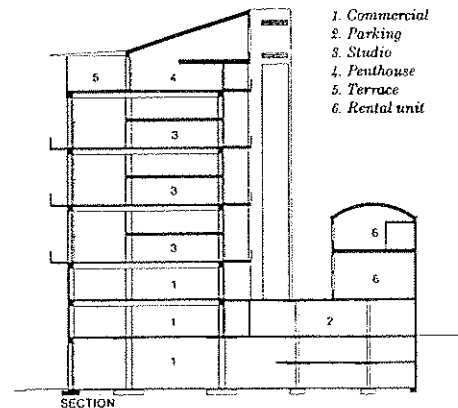 1. Commercial
2. Parking
3. Studio
4. Penthouse
5. Terrace
6. Rental unit
5 4
3
3
3
6
1 6
1 2
1
SECTION